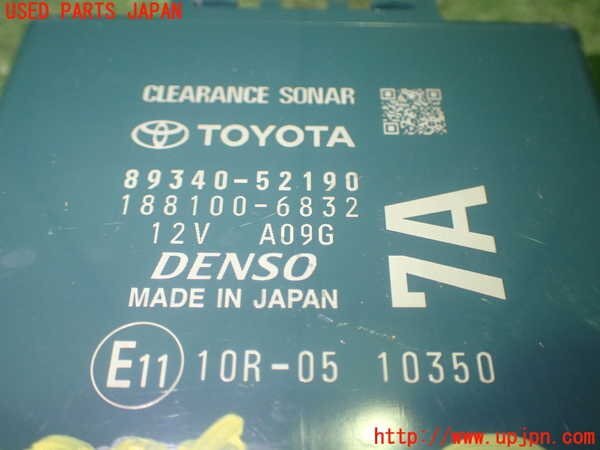 USED PARTS JAPAN
CLEARANCE SONAR
TOYOTA
89340-52190
188100-6832
12V A09G
DENSO
MADE IN JAPAN
7A
E11 10R-05 10350
http://www.upjpn.com/